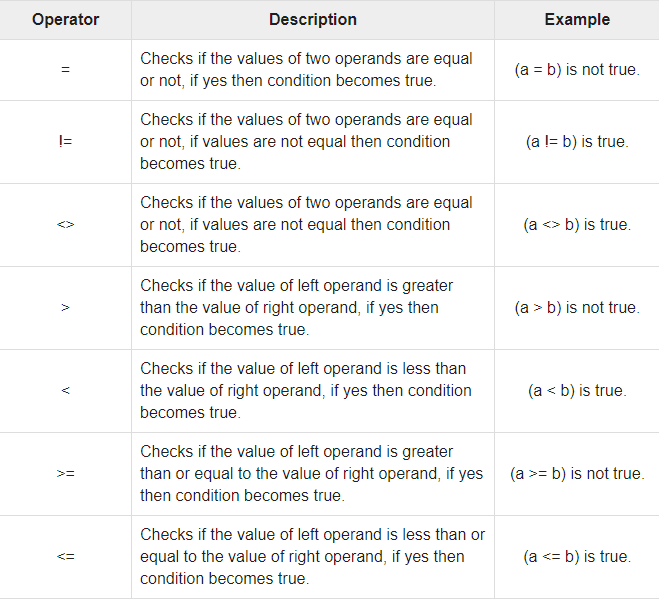 Operator Description Example
= Checks if the values of two operands are equal (a = b) is not true.
or not, if yes then condition becomes true.
!= Checks if the values of two operands are equal (a != b) is true.
or not, if values are not equal then condition
becomes true.
<> Checks if the values of two operands are equal (a <> b) is true.
or not, if values are not equal then condition
becomes true.
> Checks if the value of left operand is greater (a > b) is not true.
than the value of right operand, if yes then
condition becomes true.
< Checks if the value of left operand is less than (a < b) is true.
the value of right operand, if yes then condition
becomes true.
>= Checks if the value of left operand is greater (a >= b) is not true.
than or equal to the value of right operand, if yes
then condition becomes true.
<= Checks if the value of left operand is less than or (a <= b) is true.
equal to the value of right operand, if yes then
condition becomes true.